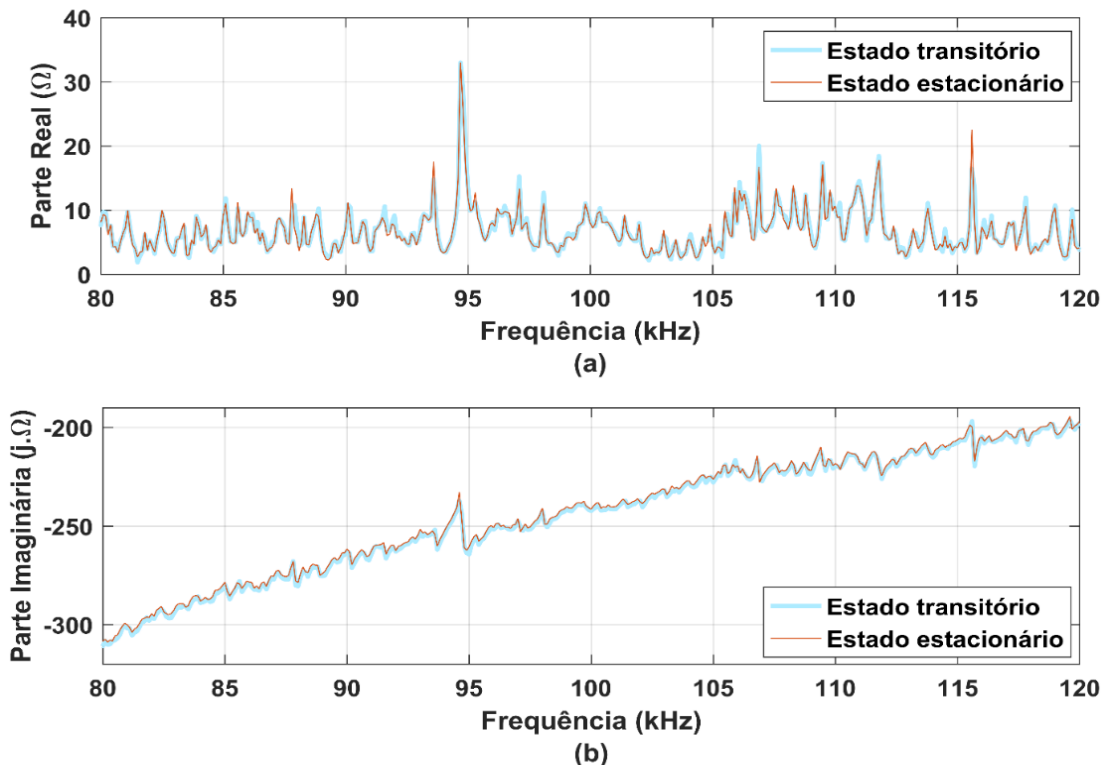 40
30
20
10
0
Parte Real (Ω)
Estado transitório
Estado estacionário
80 85 90 95 100 105 110 115 120
Frequência (kHz)
(a)
-200
-250
-300
Parte Imaginária (j.Ω)
Estado transitório
Estado estacionário
80 85 90 95 100 105 110 115 120
Frequência (kHz)
(b)